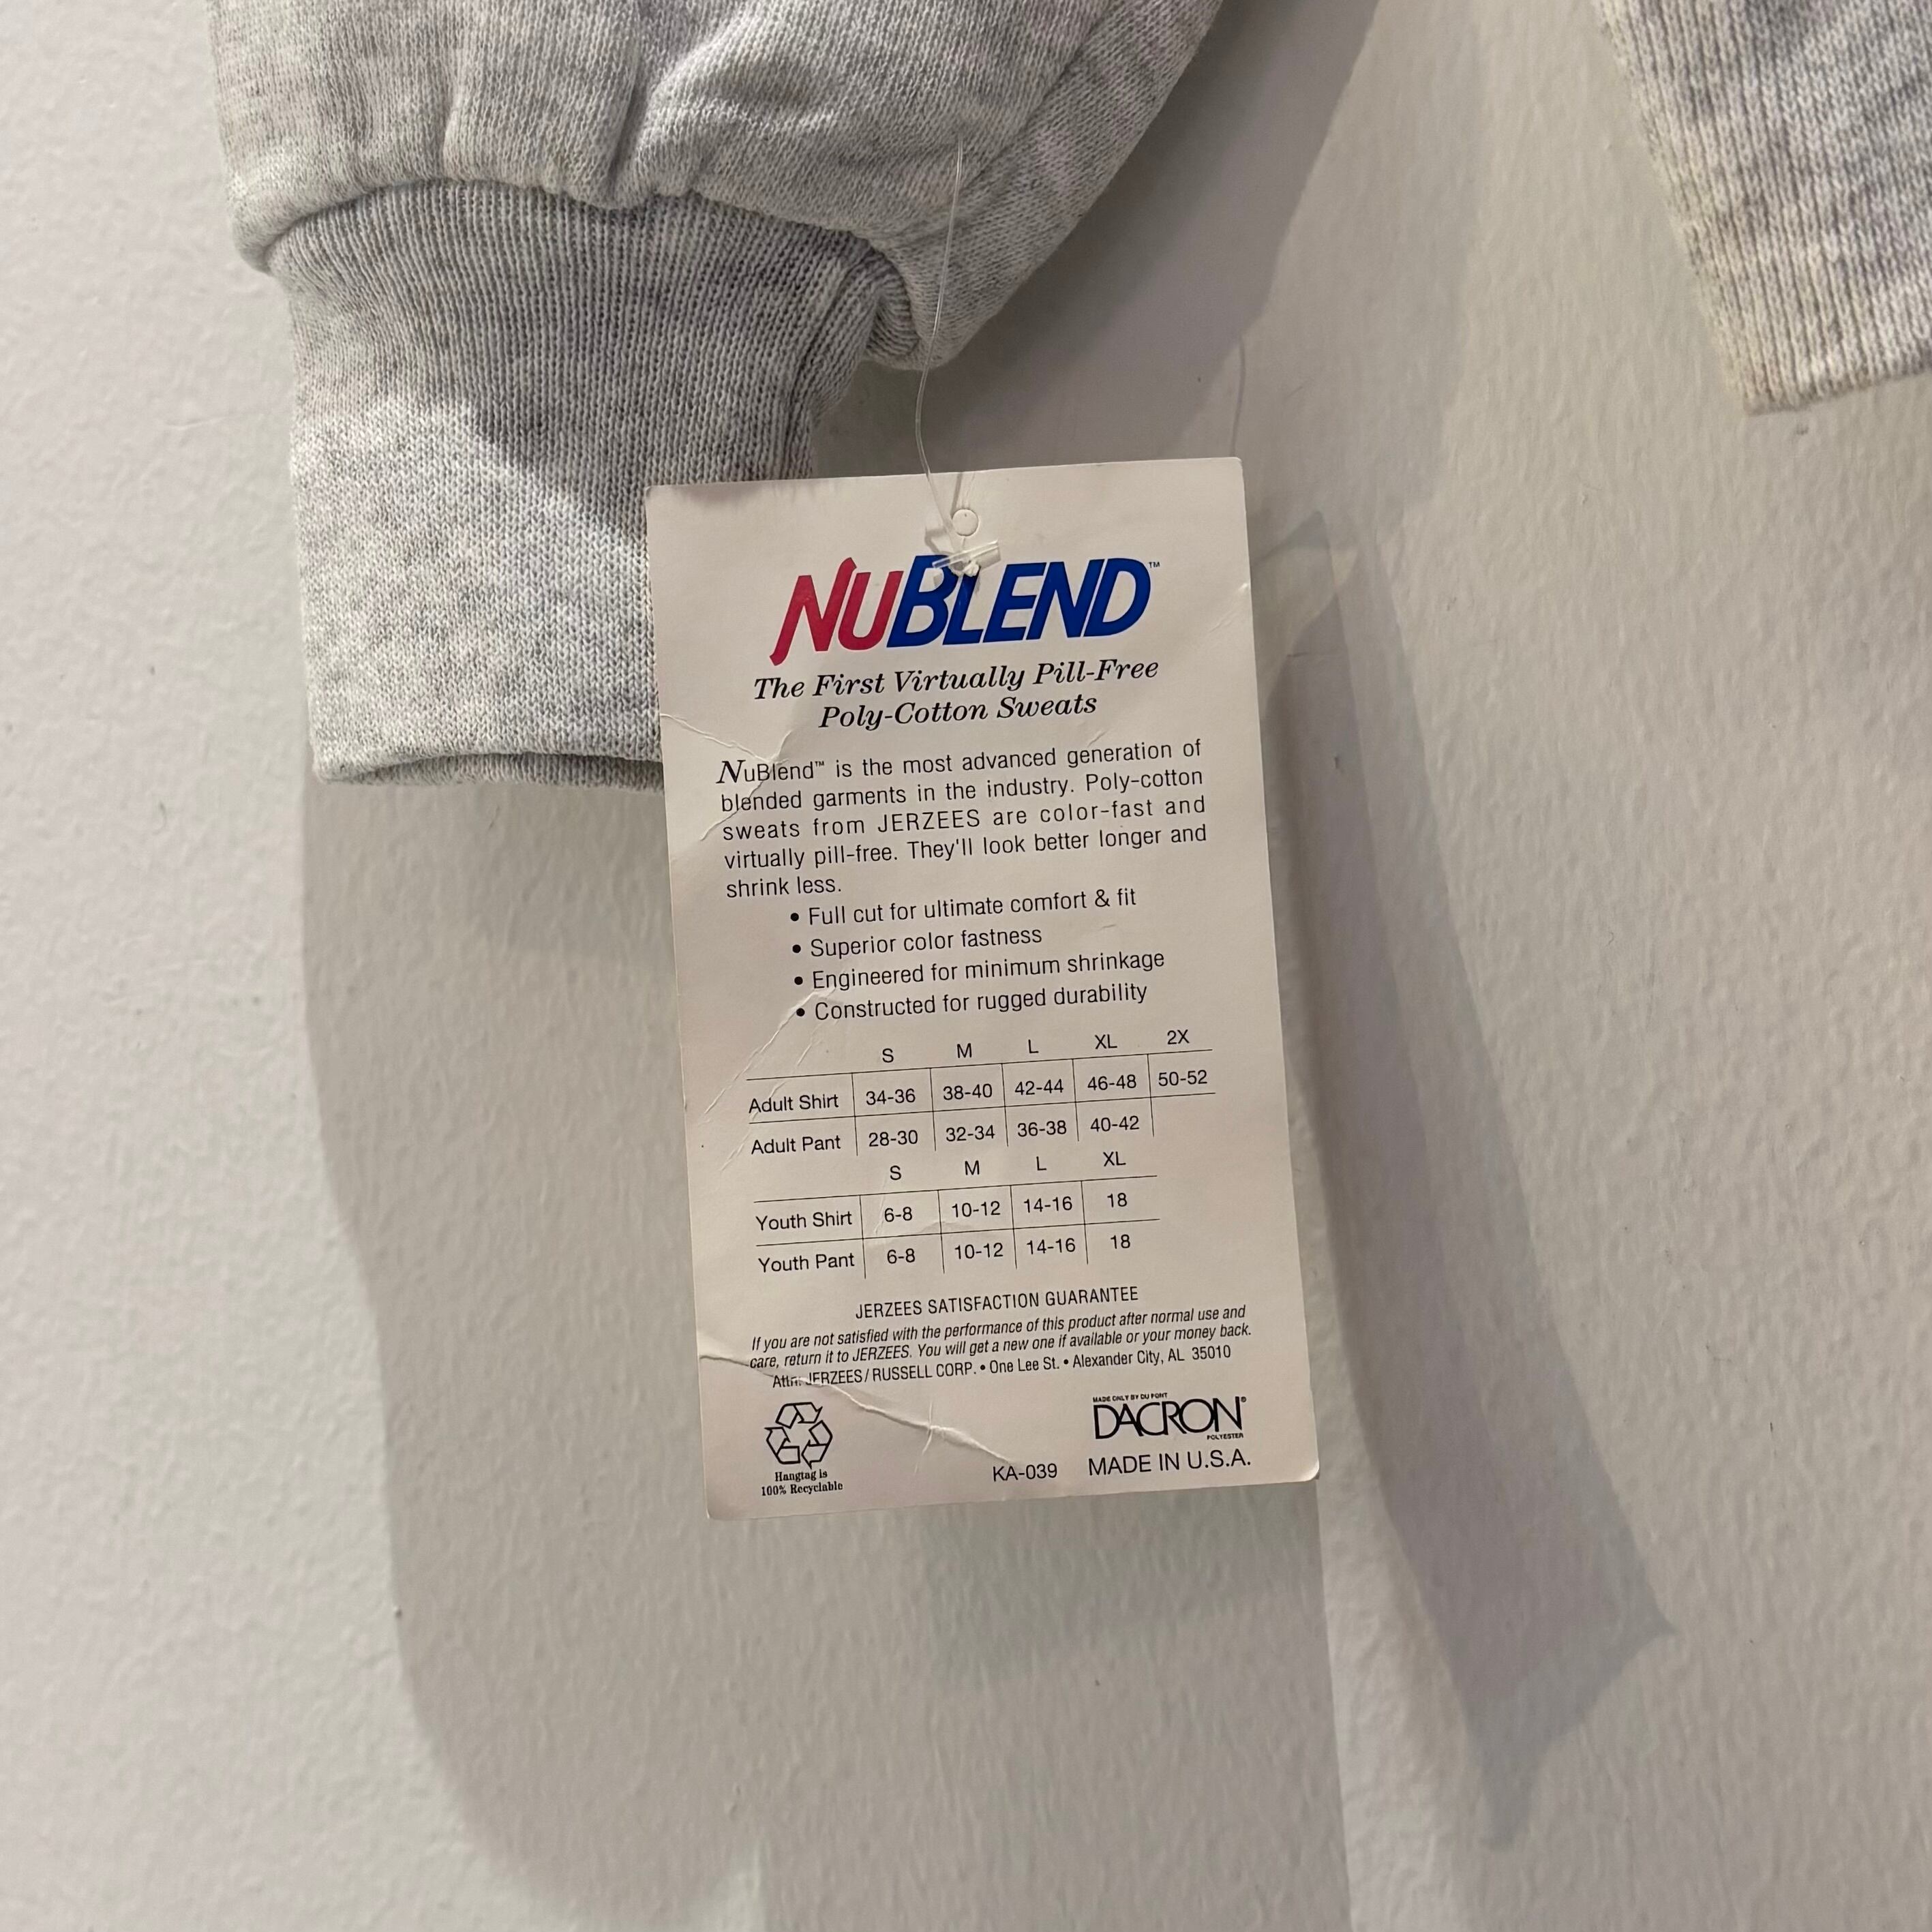 NUBLEND™
The First Virtually Pill-Free
Poly-Cotton Sweats
NuBlend™ is the most advanced generation of
blended garments in the industry. Poly-cotton
sweats from JERZEES are color-fast and
virtually pill-free. They'll look better longer and
shrink less.
• Full cut for ultimate comfort & fit
• Superior color fastness
• Engineered for minimum shrinkage
• Constructed for rugged durability
S M L XL 2X
Adult Shirt 34-36 38-40 42-44 46-48 50-52
Adult Pant 28-30 32-34 36-38 40-42
S M L XL
Youth Shirt 6-8 10-12 14-16 18
Youth Pant 6-8 10-12 14-16 18
JERZEES SATISFACTION GUARANTEE
If you are not satisfied with the performance of this product after normal use and
care, return it to JERZEES. You will get a new one if available or your money back.
Attn: JERZEES/RUSSELL CORP. • One Lee St. • Alexander City, AL 35010
MADE ONLY BY DU PONT
DACRON®
POLYESTER
Hangtag is
100% Recyclable
KA-039 MADE IN U.S.A.